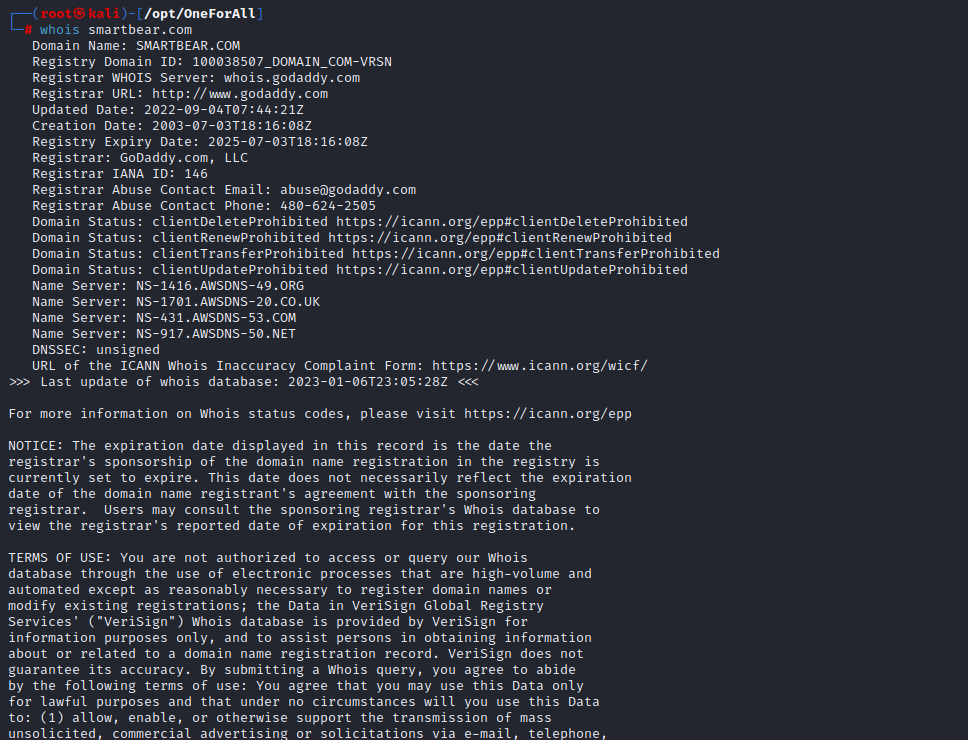 ┌──(root㉿kali)-[/opt/OneForAll]
└─# whois smartbear.com
Domain Name: SMARTBEAR.COM
Registry Domain ID: 100038507_DOMAIN_COM-VRSN
Registrar WHOIS Server: whois.godaddy.com
Registrar URL: http://www.godaddy.com
Updated Date: 2022-09-04T07:44:21Z
Creation Date: 2003-07-03T18:16:08Z
Registry Expiry Date: 2025-07-03T18:16:08Z
Registrar: GoDaddy.com, LLC
Registrar IANA ID: 146
Registrar Abuse Contact Email: abuse@godaddy.com
Registrar Abuse Contact Phone: 480-624-2505
Domain Status: clientDeleteProhibited https://icann.org/epp#clientDeleteProhibited
Domain Status: clientRenewProhibited https://icann.org/epp#clientRenewProhibited
Domain Status: clientTransferProhibited https://icann.org/epp#clientTransferProhibited
Domain Status: clientUpdateProhibited https://icann.org/epp#clientUpdateProhibited
Name Server: NS-1416.AWSDNS-49.ORG
Name Server: NS-1701.AWSDNS-20.CO.UK
Name Server: NS-431.AWSDNS-53.COM
Name Server: NS-917.AWSDNS-50.NET
DNSSEC: unsigned
URL of the ICANN Whois Inaccuracy Complaint Form: https://www.icann.org/wicf/
>>> Last update of whois database: 2023-01-06T23:05:28Z <<<
For more information on Whois status codes, please visit https://icann.org/epp
NOTICE: The expiration date displayed in this record is the date the
registrar's sponsorship of the domain name registration in the registry is
currently set to expire. This date does not necessarily reflect the expiration
date of the domain name registrant's agreement with the sponsoring
registrar.  Users may consult the sponsoring registrar's Whois database to
view the registrar's reported date of expiration for this registration.
TERMS OF USE: You are not authorized to access or query our Whois
database through the use of electronic processes that are high-volume and
automated except as reasonably necessary to register domain names or
modify existing registrations; the Data in VeriSign Global Registry
Services' ("VeriSign") Whois database is provided by VeriSign for
information purposes only, and to assist persons in obtaining information
about or related to a domain name registration record. VeriSign does not
guarantee its accuracy. By submitting a Whois query, you agree to abide
by the following terms of use: You agree that you may use this Data only
for lawful purposes and that under no circumstances will you use this Data
to: (1) allow, enable, or otherwise support the transmission of mass
unsolicited, commercial advertising or solicitations via e-mail, telephone,